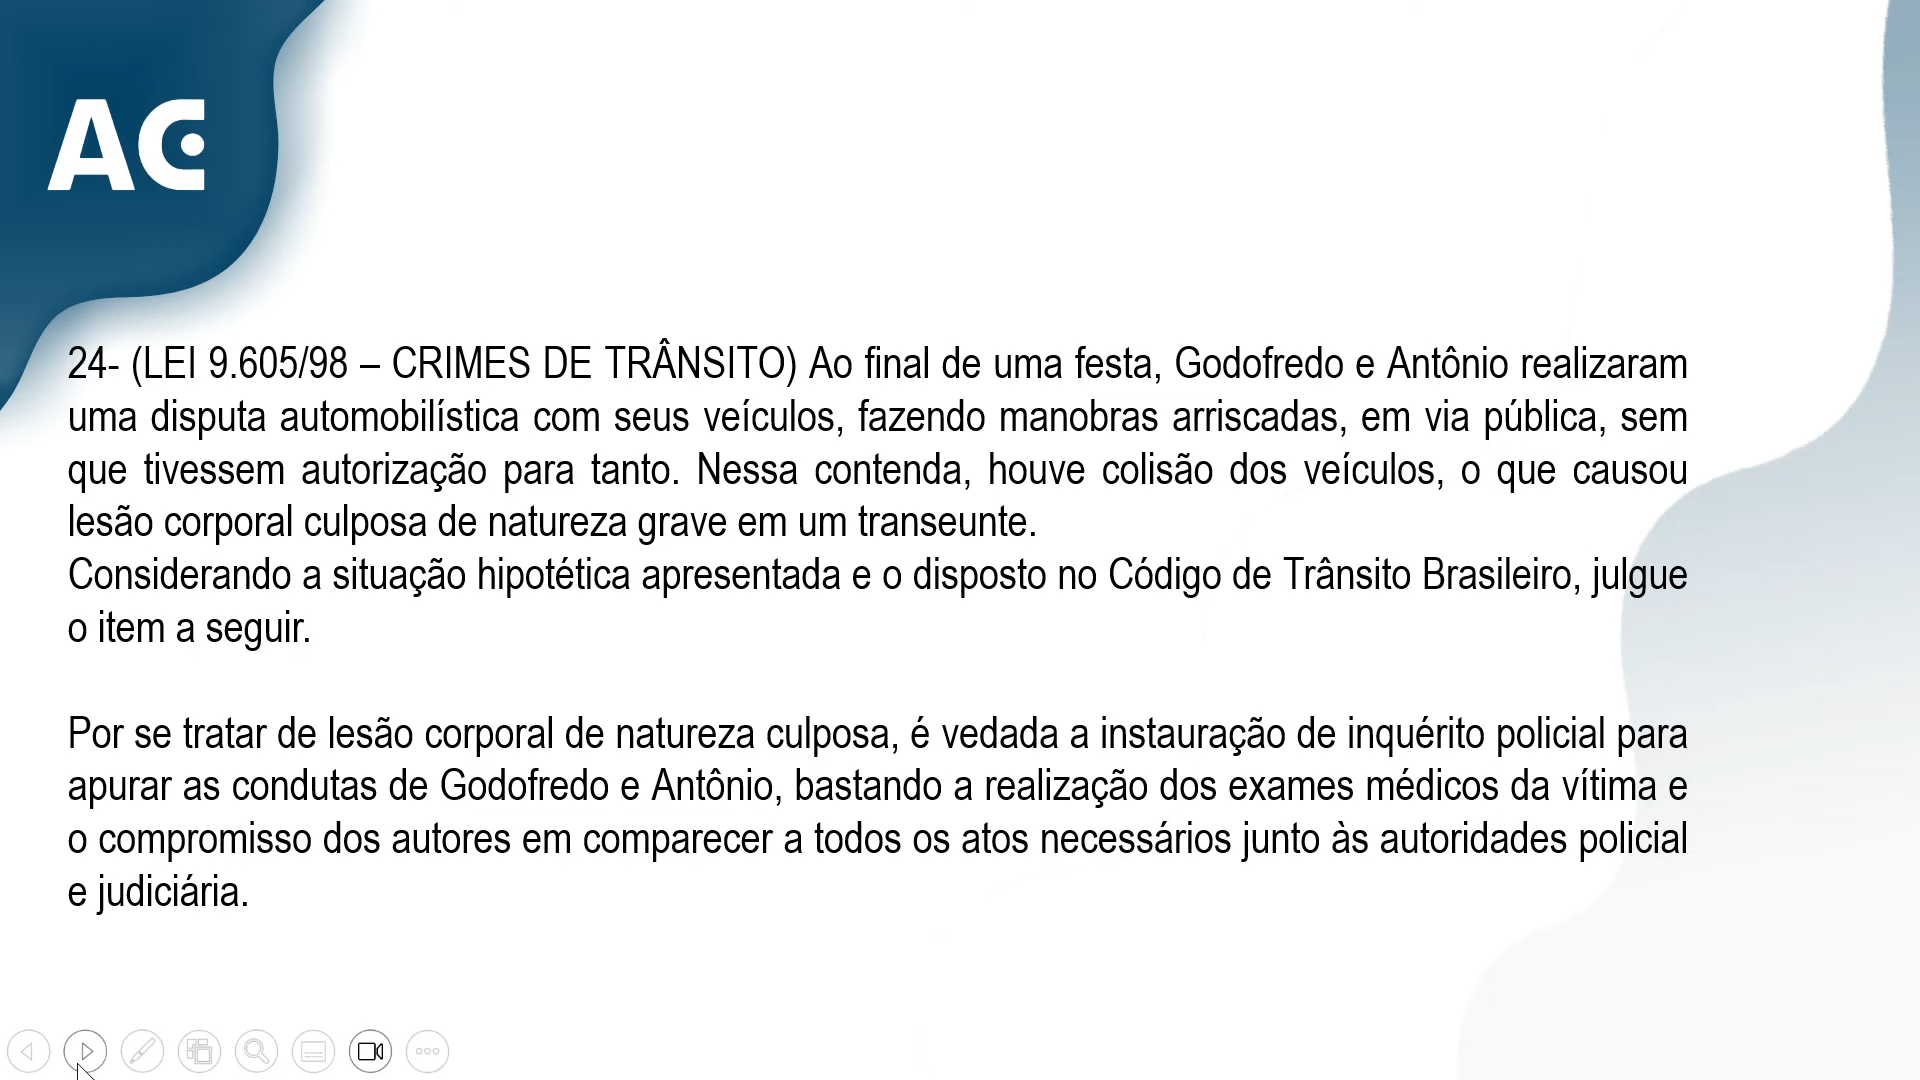 AC
24- (LEI 9.605/98 – CRIMES DE TRÂNSITO) Ao final de uma festa, Godofredo e Antônio realizaram
uma disputa automobilística com seus veículos, fazendo manobras arriscadas, em via pública, sem
que tivessem autorização para tanto. Nessa contenda, houve colisão dos veículos, o que causou
lesão corporal culposa de natureza grave em um transeunte.
Considerando a situação hipotética apresentada e o disposto no Código de Trânsito Brasileiro, julgue
o item a seguir.
Por se tratar de lesão corporal de natureza culposa, é vedada a instauração de inquérito policial para
apurar as condutas de Godofredo e Antônio, bastando a realização dos exames médicos da vítima e
o compromisso dos autores em comparecer a todos os atos necessários junto às autoridades policial
e judiciária.